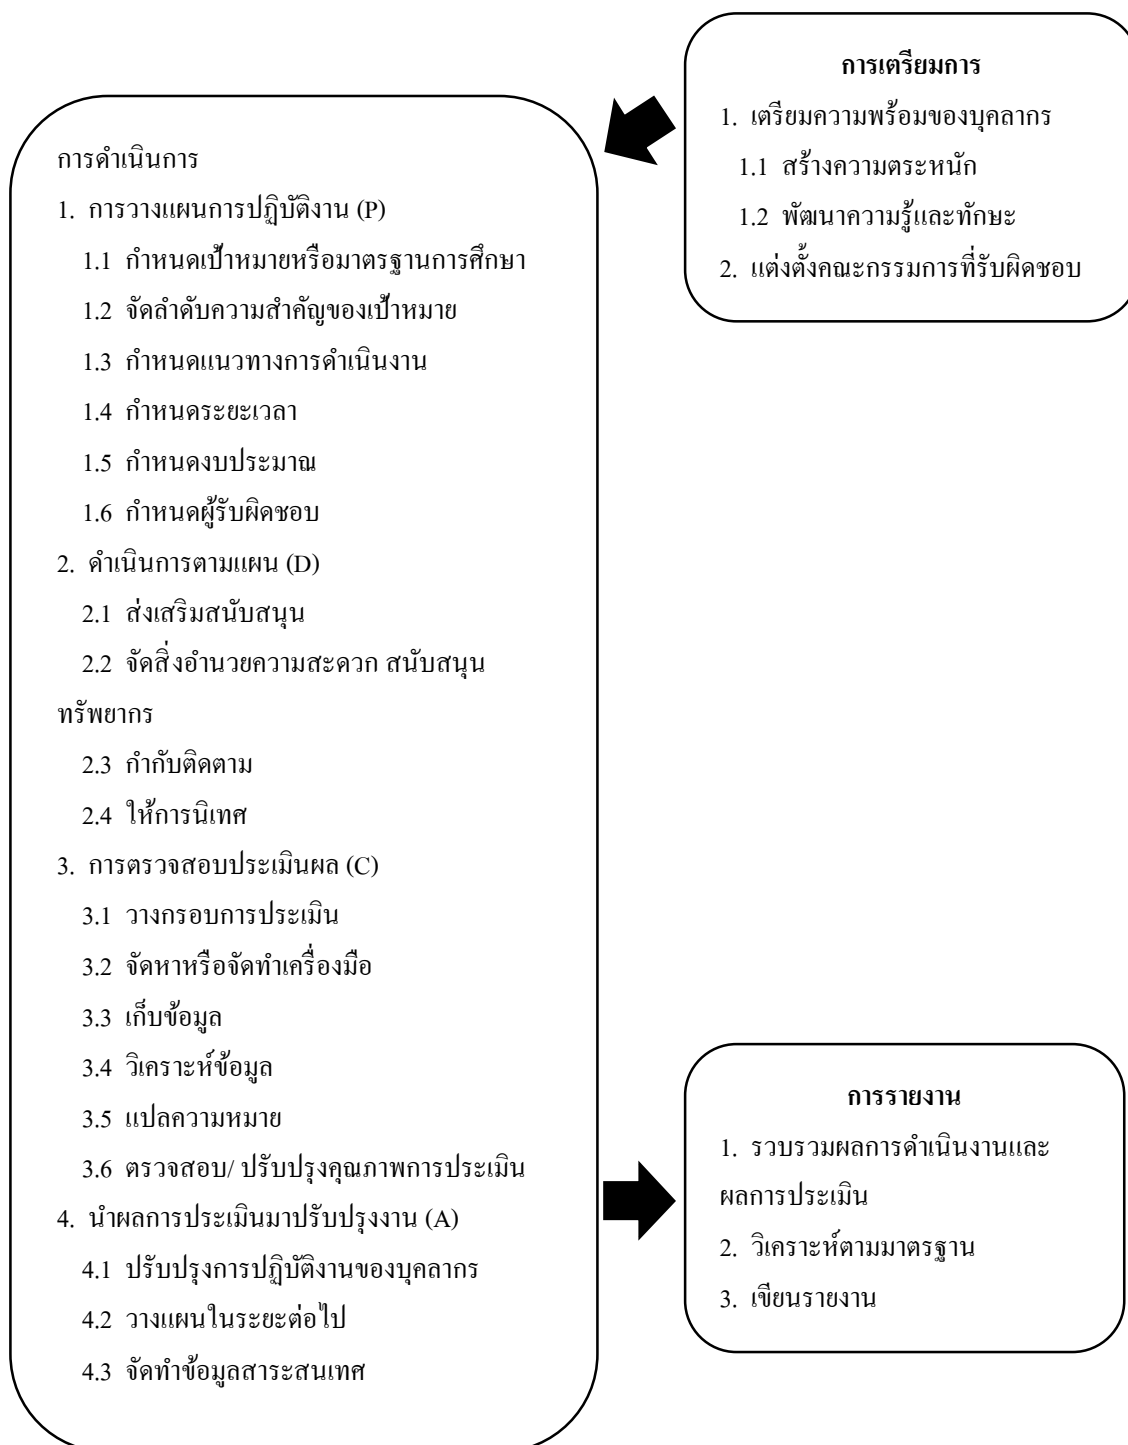 การเตรียมการ
1. เตรียมความพร้อมของบุคลากร
1.1 สร้างความตระหนัก
1.2 พัฒนาความรู้และทักษะ
2. แต่งตั้งคณะกรรมการที่รับผิดชอบ
การดำเนินการ
1. การวางแผนการปฏิบัติงาน (P)
1.1 กำหนดเป้าหมายหรือมาตรฐานการศึกษา
1.2 จัดลำดับความสำคัญของเป้าหมาย
1.3 กำหนดแนวทางการดำเนินงาน
1.4 กำหนดระยะเวลา
1.5 กำหนดงบประมาณ
1.6 กำหนดผู้รับผิดชอบ
2. ดำเนินการตามแผน (D)
2.1 ส่งเสริมสนับสนุน
2.2 จัดสิ่งอำนวยความสะดวก สนับสนุน
ทรัพยากร
2.3 กำกับติดตาม
2.4 ให้การนิเทศ
3. การตรวจสอบประเมินผล (C)
3.1 วางกรอบการประเมิน
3.2 จัดหาหรือจัดทำเครื่องมือ
3.3 เก็บข้อมูล
3.4 วิเคราะห์ข้อมูล
3.5 แปลความหมาย
3.6 ตรวจสอบ/ ปรับปรุงคุณภาพการประเมิน
4. นำผลการประเมินมาปรับปรุงงาน (A)
4.1 ปรับปรุงการปฏิบัติงานของบุคลากร
4.2 วางแผนในระยะต่อไป
4.3 จัดทำข้อมูลสาระสนเทศ
การรายงาน
1. รวบรวมผลการดำเนินงานและ
ผลการประเมิน
2. วิเคราะห์ตามมาตรฐาน
3. เขียนรายงาน